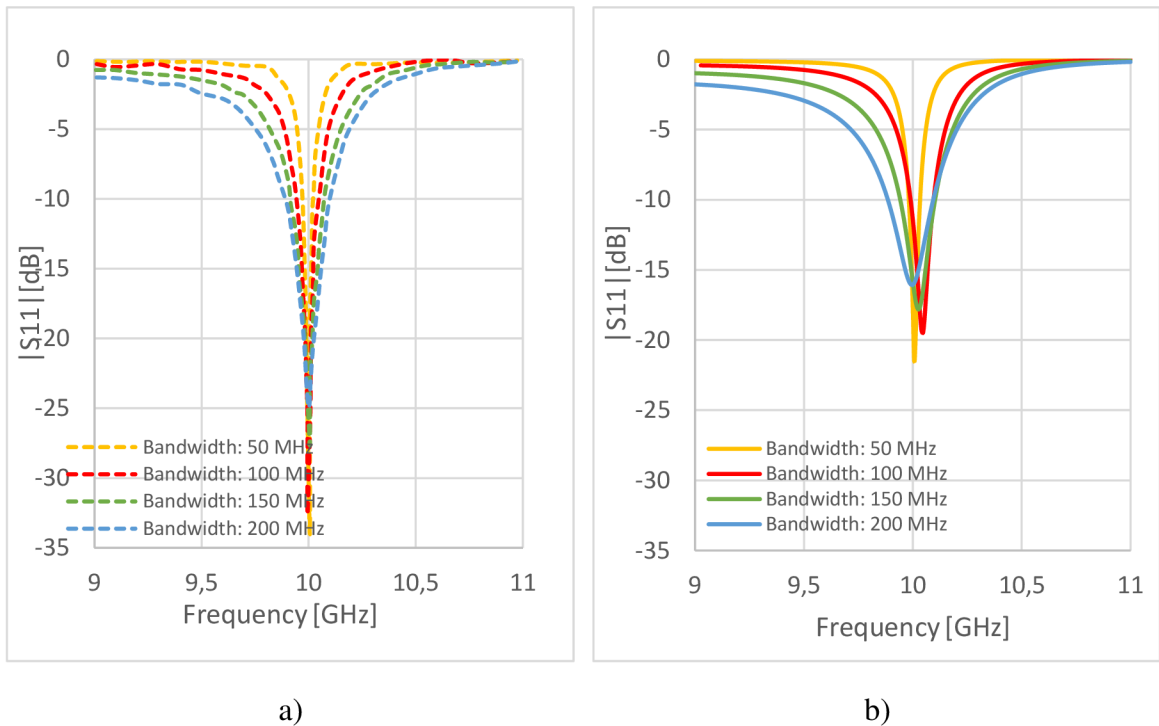 0
-5
-10
-15
-20
-25
-30
-35
|S11| [dB]
Bandwidth: 50 MHz
Bandwidth: 100 MHz
Bandwidth: 150 MHz
Bandwidth: 200 MHz
9
9,5
10
10,5
11
Frequency [GHz]
a)
0
-5
-10
-15
-20
-25
-30
-35
|S11| [dB]
Bandwidth: 50 MHz
Bandwidth: 100 MHz
Bandwidth: 150 MHz
Bandwidth: 200 MHz
9
9,5
10
10,5
11
Frequency [GHz]
b)